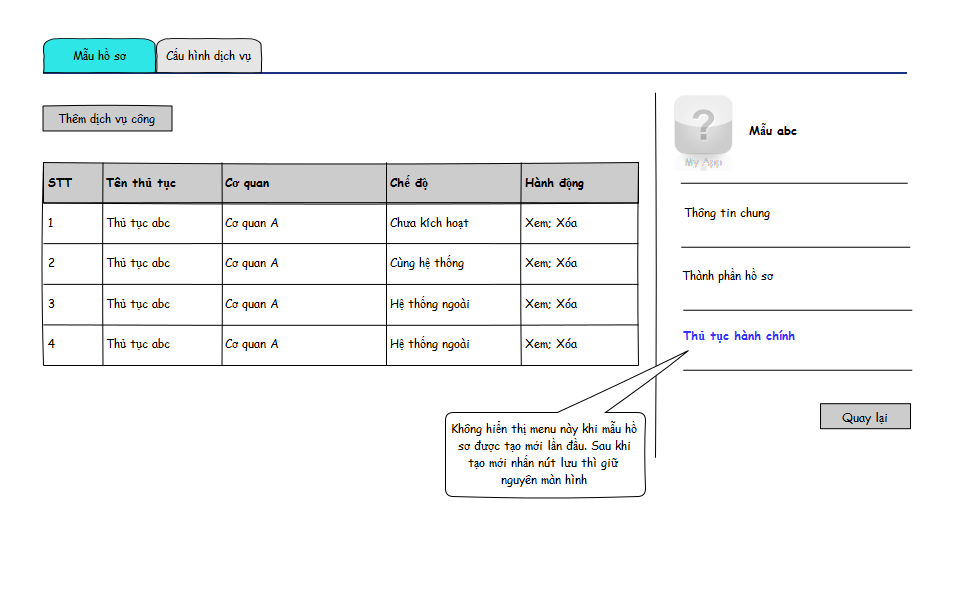 Mẫu hồ sơ
Cấu hình dịch vụ
Thêm dịch vụ công
STT Tên thủ tục Cơ quan Chế độ Hành động
1 Thủ tục abc Cơ quan A Chưa kích hoạt Xem; Xóa
2 Thủ tục abc Cơ quan A Cùng hệ thống Xem; Xóa
3 Thủ tục abc Cơ quan A Hệ thống ngoài Xem; Xóa
4 Thủ tục abc Cơ quan A Hệ thống ngoài Xem; Xóa
?
My App
Mẫu abc
Thông tin chung
Thành phần hồ sơ
Thủ tục hành chính
Quay lại
Không hiển thị menu này khi mẫu hồ
sơ được tạo mới lần đầu. Sau khi
tạo mới nhấn nút lưu thì giữ
nguyên màn hình